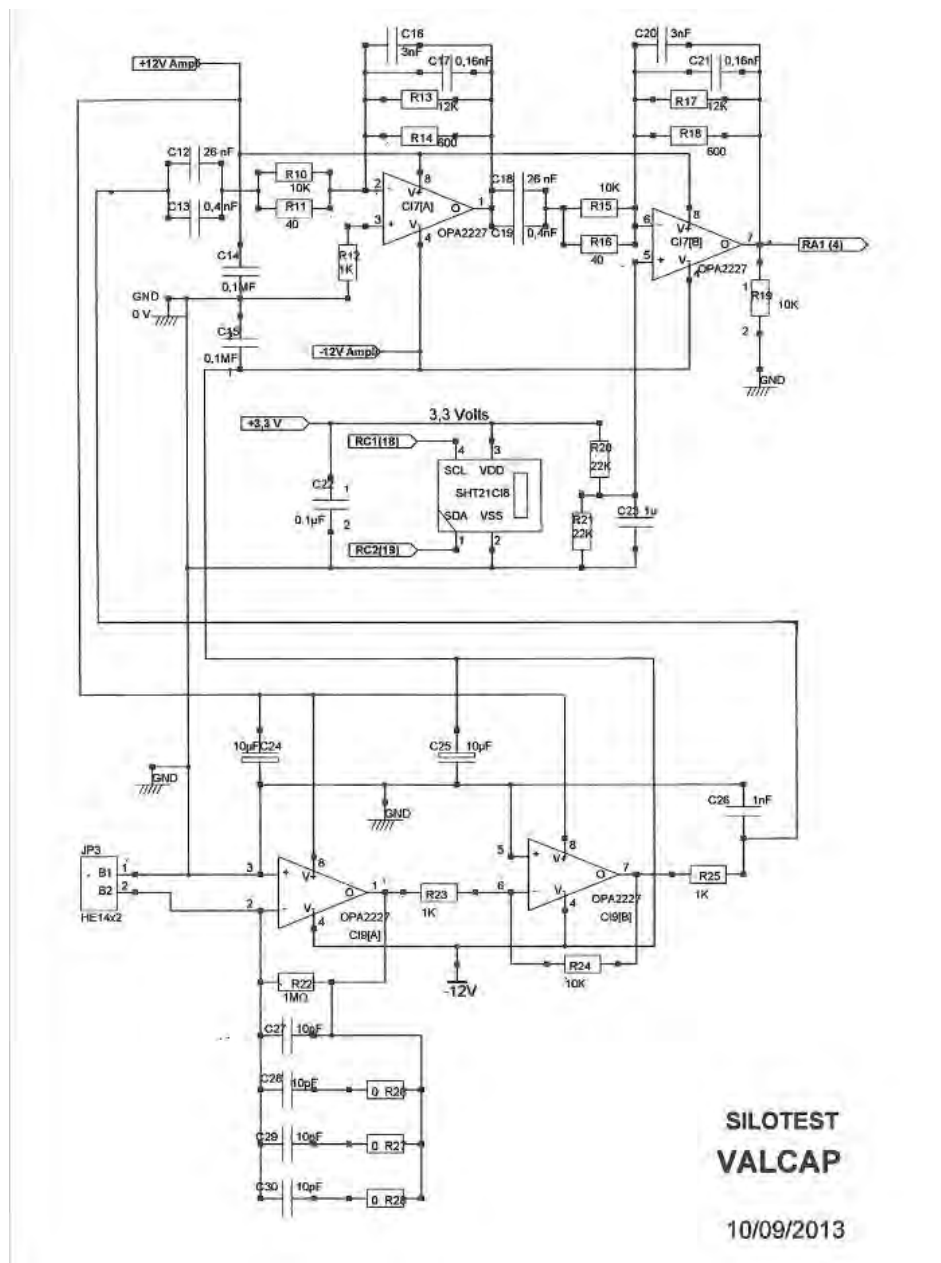 C16
3nF
C20
3nF
+12V Ampli
C17
0,16nF
C21
0,16nF
R13
12K
R17
12K
R14
600
R18
600
C12
26 nF
R10
10K
C18
26 nF
10K
R15
2
-
8
V+
CI7[A]
O
1
6
-
8
V+
CI7[B]
O
7
RA1 (4)
C13
0,4nF
R11
40
3
+
V-
4
OPA2227
C19
0,4nF
R16
40
5
+
V-
OPA2227
R12
1K
C14
0,1MF
1
R19
10K
2
GND
0 V
C15
0,1MF
-12V Ampli
GND
+3,3 V
3,3 Volts
RC1(18)
4
3
SCL
VDD
SHT21CI8
SDA
VSS
1
2
RC2(19)
C22
1
0.1µF
2
R20
22K
R21
22K
C23
1u
10µF
C24
C25
10µF
GND
GND
C26
1nF
JP3
B1
1
B2
2
HE14x2
3
+
8
V+
2
-
V-
4
O
1
OPA2227
CI9[A]
R23
1K
5
+
8
V+
6
-
V-
4
O
7
OPA2227
CI9[B]
R25
1K
R22
1MΩ
-12V
R24
10K
C27
10pF
C28
10pF
0
R26
C29
10pF
0
R27
C30
10pF
0
R28
SILOTEST
VALCAP
10/09/2013